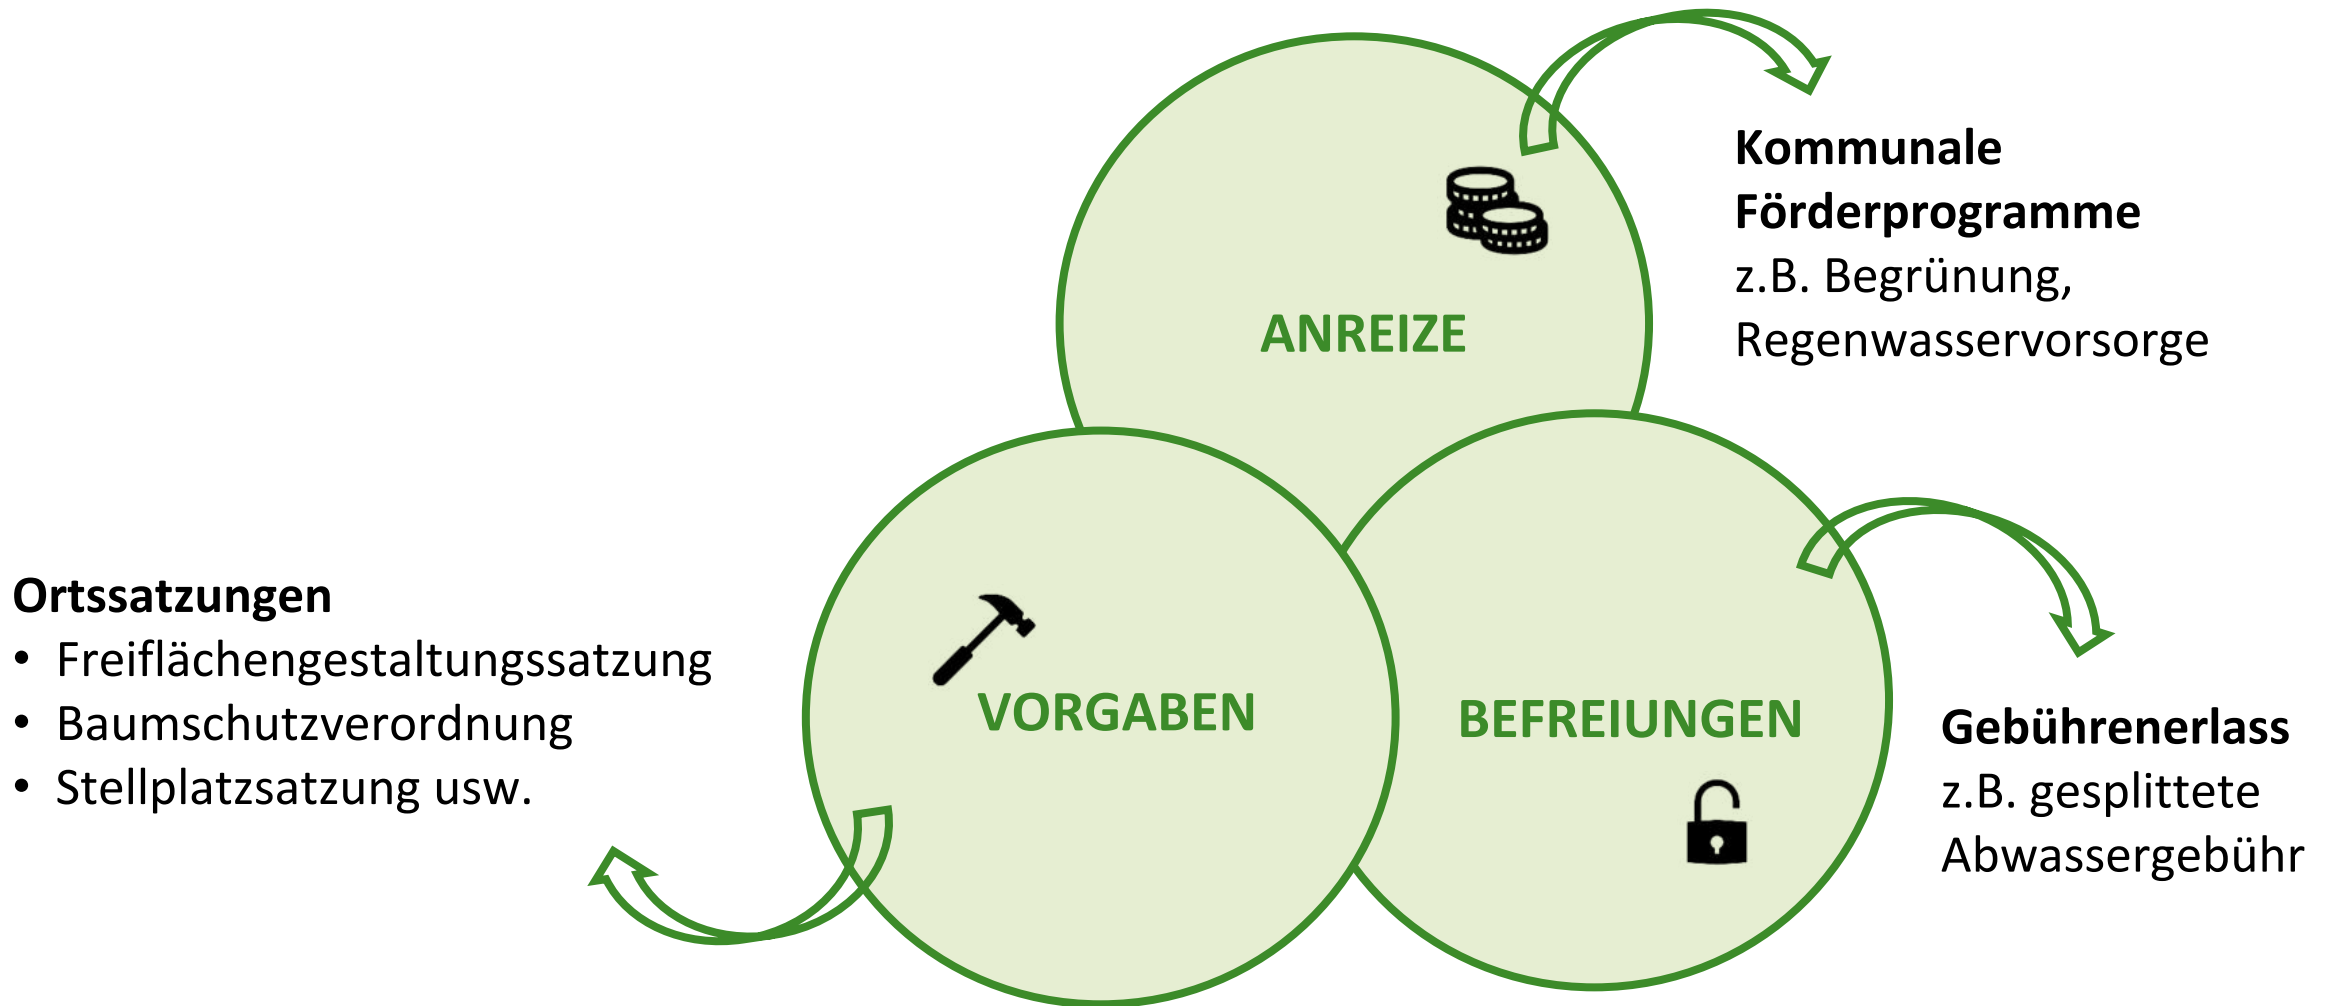 ANREIZE
Kommunale
Förderprogramme
z.B. Begrünung,
Regenwasservorsorge
Ortssatzungen
• Freiflächengestaltungssatzung
• Baumschutzverordnung
• Stellplatzsatzung usw.
VORGABEN
BEFREIUNGEN
Gebührenerlass
z.B. gesplittete
Abwassergebühr